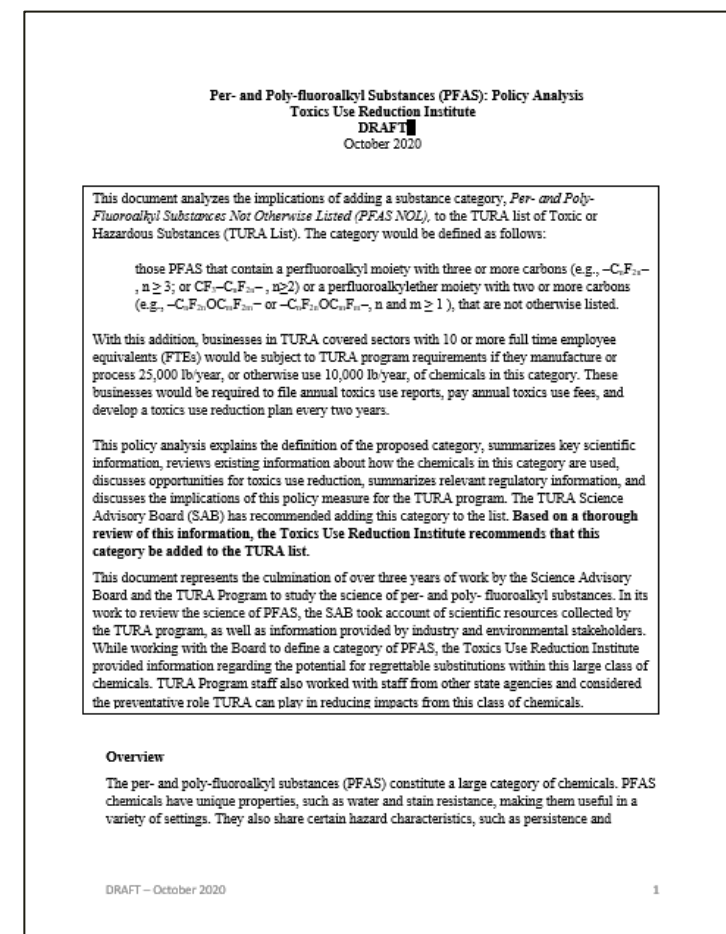 Per- and Poly-fluoroalkyl Substances (PFAS): Policy Analysis
Toxics Use Reduction Institute
DRAFT
October 2020
This document analyzes the implications of adding a substance category, Per- and Poly-
Fluoroalkyl Substances Not Otherwise Listed (PFAS NOL), to the TURA list of Toxic or
Hazardous Substances (TURA List). The category would be defined as follows:
those PFAS that contain a perfluoroalkyl moiety with three or more carbons (e.g., –CₙF₂ₙ–
, n ≥ 3; or CF₃–CₙF₂ₙ– , n≥2) or a perfluoroalkylether moiety with two or more carbons
(e.g., –CₙF₂ₙOCₘF₂ₘ– or –CₙF₂ₙOCₘFₘ–, n and m ≥ 1 ), that are not otherwise listed.
With this addition, businesses in TURA covered sectors with 10 or more full time employee
equivalents (FTEs) would be subject to TURA program requirements if they manufacture or
process 25,000 lb/year, or otherwise use 10,000 lb/year, of chemicals in this category. These
businesses would be required to file annual toxics use reports, pay annual toxics use fees, and
develop a toxics use reduction plan every two years.
This policy analysis explains the definition of the proposed category, summarizes key scientific
information, reviews existing information about how the chemicals in this category are used,
discusses opportunities for toxics use reduction, summarizes relevant regulatory information, and
discusses the implications of this policy measure for the TURA program. The TURA Science
Advisory Board (SAB) has recommended adding this category to the list. Based on a thorough
review of this information, the Toxics Use Reduction Institute recommends that this
category be added to the TURA list.
This document represents the culmination of over three years of work by the Science Advisory
Board and the TURA Program to study the science of per- and poly- fluoroalkyl substances. In its
work to review the science of PFAS, the SAB took account of scientific resources collected by
the TURA program, as well as information provided by industry and environmental stakeholders.
While working with the Board to define a category of PFAS, the Toxics Use Reduction Institute
provided information regarding the potential for regrettable substitutions within this large class of
chemicals. TURA Program staff also worked with staff from other state agencies and considered
the preventative role TURA can play in reducing impacts from this class of chemicals.
Overview
The per- and poly-fluoroalkyl substances (PFAS) constitute a large category of chemicals. PFAS
chemicals have unique properties, such as water and stain resistance, making them useful in a
variety of settings. They also share certain hazard characteristics, such as persistence and
DRAFT – October 2020 1